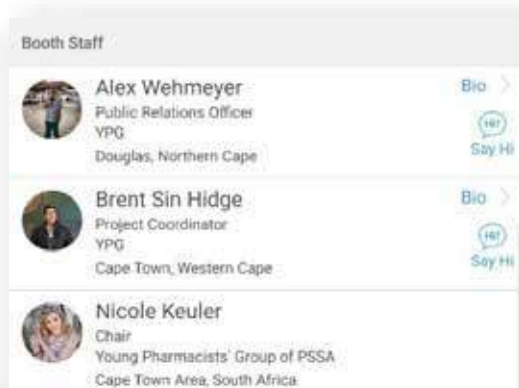 Booth Staff
Alex Wehmeyer
Bio
Public Relations Officer
YPG
Hi!
Douglas, Northern Cape
Say Hi
Brent Sin Hidge
Bio
Project Coordinator
YPG
Hi!
Cape Town, Western Cape
Say Hi
Nicole Keuler
Chair
Young Pharmacists' Group of PSSA
Cape Town Area, South Africa